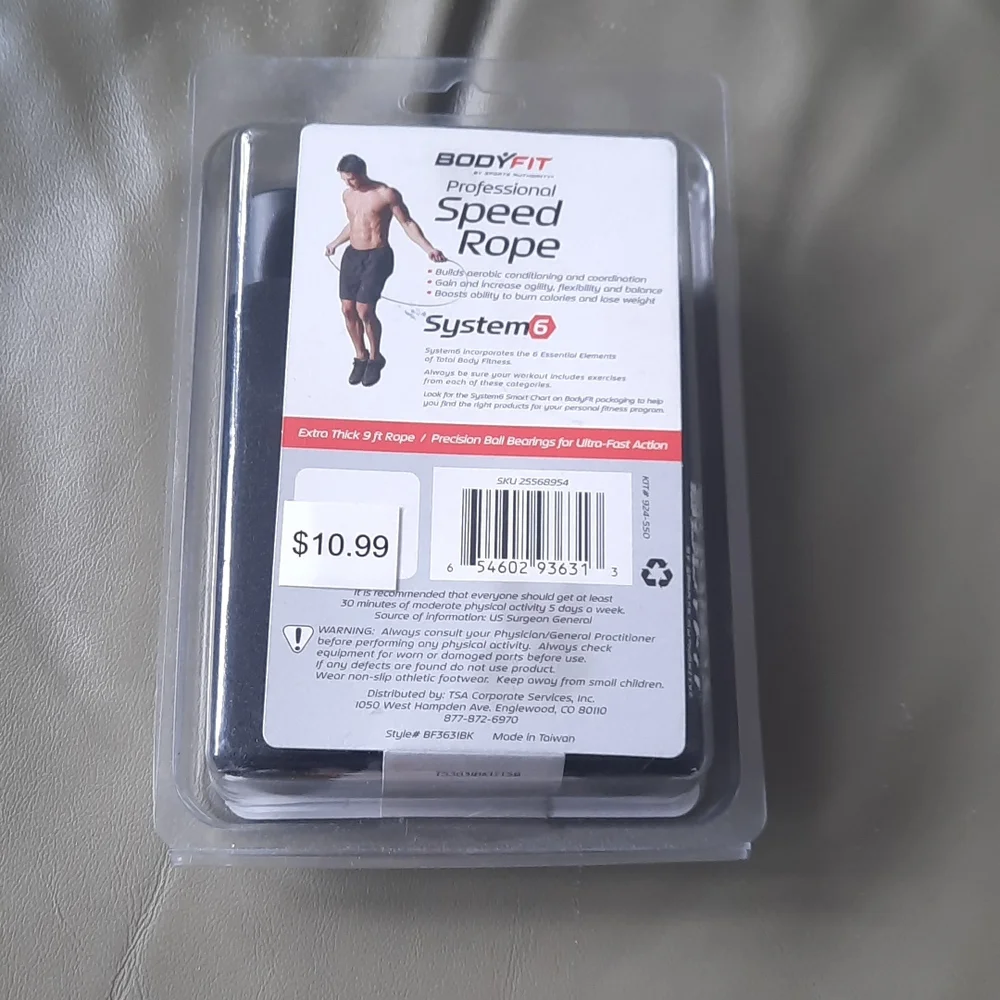 BODYFIT
BY SPORTS AUTHORITY
Professional
Speed
Rope
• Builds aerobic conditioning and coordination
• Gain and increase agility, flexibility and balance
• Boosts ability to burn calories and lose weight
System6
System6 incorporates the 6 Essential Elements
of Total Body Fitness.
Always be sure your workout includes exercises
from each of these categories.
Look for the System6 Smart Chart on BodyFit packaging to help
you find the right products for your personal fitness program.
Extra Thick 9 ft Rope / Precision Ball Bearings for Ultra-Fast Action
SKU 25568954
KIT# 924-550
$10.99
6 54602 93631 3
It is recommended that everyone should get at least
30 minutes of moderate physical activity 5 days a week.
Source of information: US Surgeon General
WARNING: Always consult your Physician/General Practitioner
before performing any physical activity. Always check
equipment for worn or damaged parts before use.
If any defects are found do not use product.
Wear non-slip athletic footwear. Keep away from small children.
Distributed by: TSA Corporate Services, Inc.
1050 West Hampden Ave. Englewood, CO 80110
877-872-6970
Style# BF3631BK Made in Taiwan